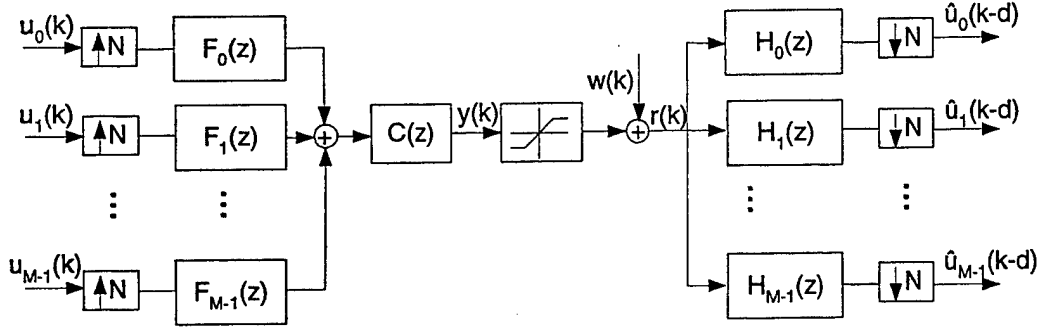 u0(k) ↑N F0(z) H0(z) ↓N û0(k-d)
w(k)
u1(k) ↑N F1(z) + C(z) y(k) + r(k) H1(z) ↓N û1(k-d)
... ... ... ...
uM-1(k) ↑N FM-1(z) HM-1(z) ↓N ûM-1(k-d)